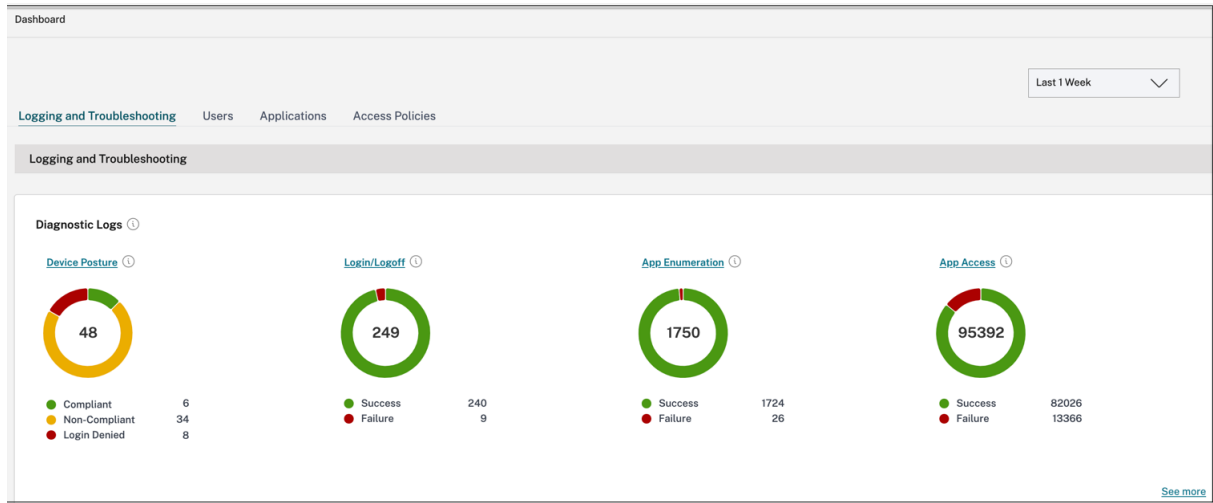 Dashboard
Last 1 Week
Logging and Troubleshooting Users Applications Access Policies
Logging and Troubleshooting
Diagnostic Logs
Device Posture Login/Logoff App Enumeration App Access
48 249 1750 95392
Compliant 6 Success 240 Success 1724 Success 82026
Non-Compliant 34 Failure 9 Failure 26 Failure 13366
Login Denied 8
See more